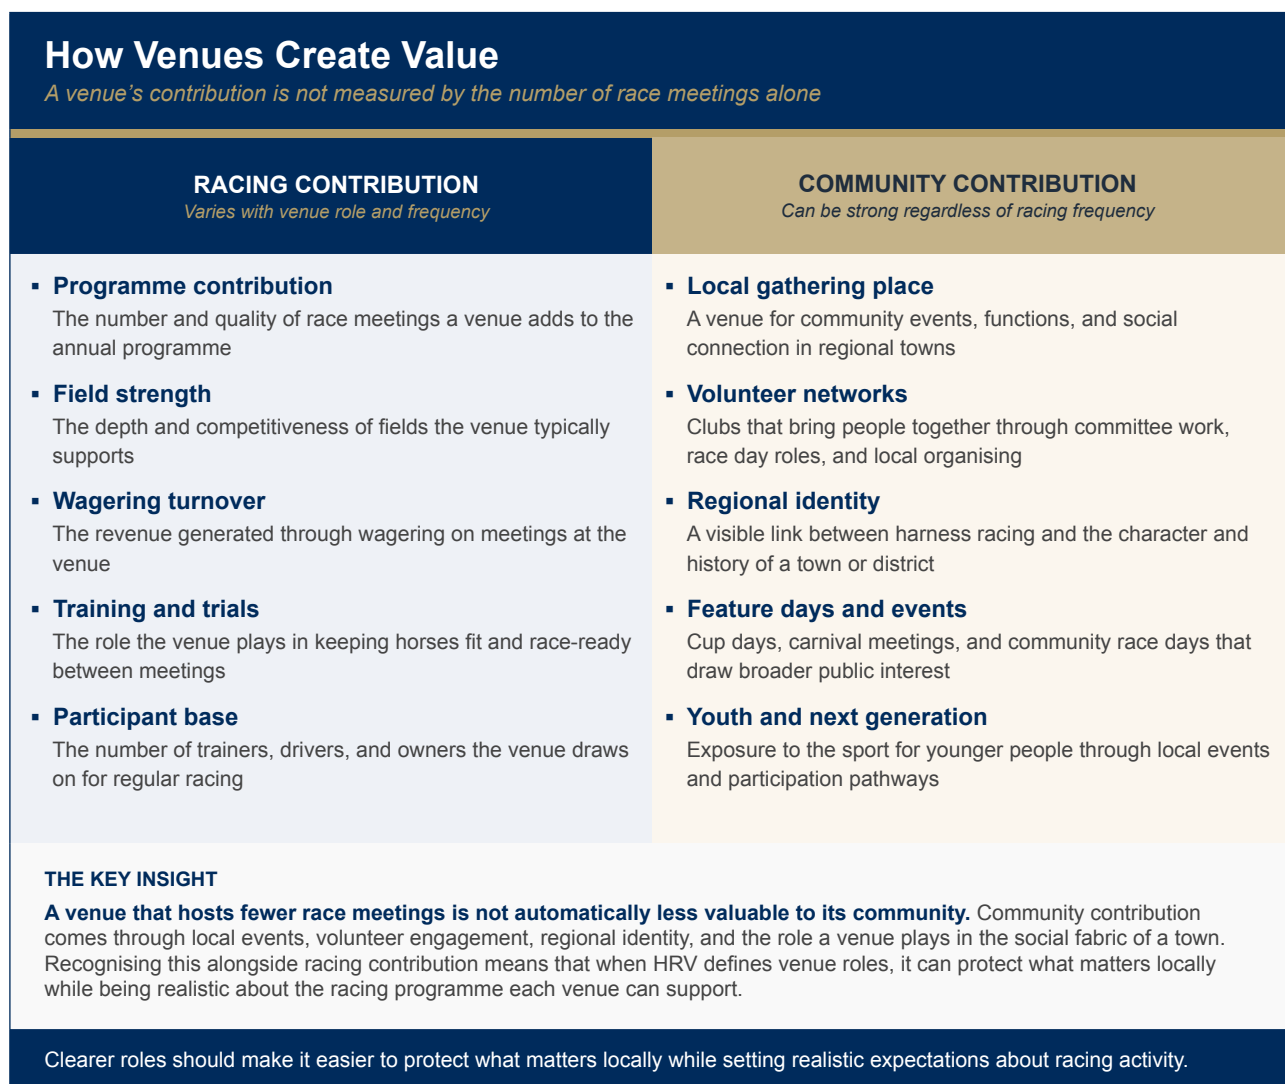 How Venues Create Value
A venue’s contribution is not measured by the number of race meetings alone
RACING CONTRIBUTION
Varies with venue role and frequency
▪ Programme contribution
The number and quality of race meetings a venue adds to the
annual programme
▪ Field strength
The depth and competitiveness of fields the venue typically
supports
▪ Wagering turnover
The revenue generated through wagering on meetings at the
venue
▪ Training and trials
The role the venue plays in keeping horses fit and race-ready
between meetings
▪ Participant base
The number of trainers, drivers, and owners the venue draws
on for regular racing
COMMUNITY CONTRIBUTION
Can be strong regardless of racing frequency
▪ Local gathering place
A venue for community events, functions, and social
connection in regional towns
▪ Volunteer networks
Clubs that bring people together through committee work,
race day roles, and local organising
▪ Regional identity
A visible link between harness racing and the character and
history of a town or district
▪ Feature days and events
Cup days, carnival meetings, and community race days that
draw broader public interest
▪ Youth and next generation
Exposure to the sport for younger people through local events
and participation pathways
THE KEY INSIGHT
A venue that hosts fewer race meetings is not automatically less valuable to its community. Community contribution
comes through local events, volunteer engagement, regional identity, and the role a venue plays in the social fabric of a town.
Recognising this alongside racing contribution means that when HRV defines venue roles, it can protect what matters locally
while being realistic about the racing programme each venue can support.
Clearer roles should make it easier to protect what matters locally while setting realistic expectations about racing activity.